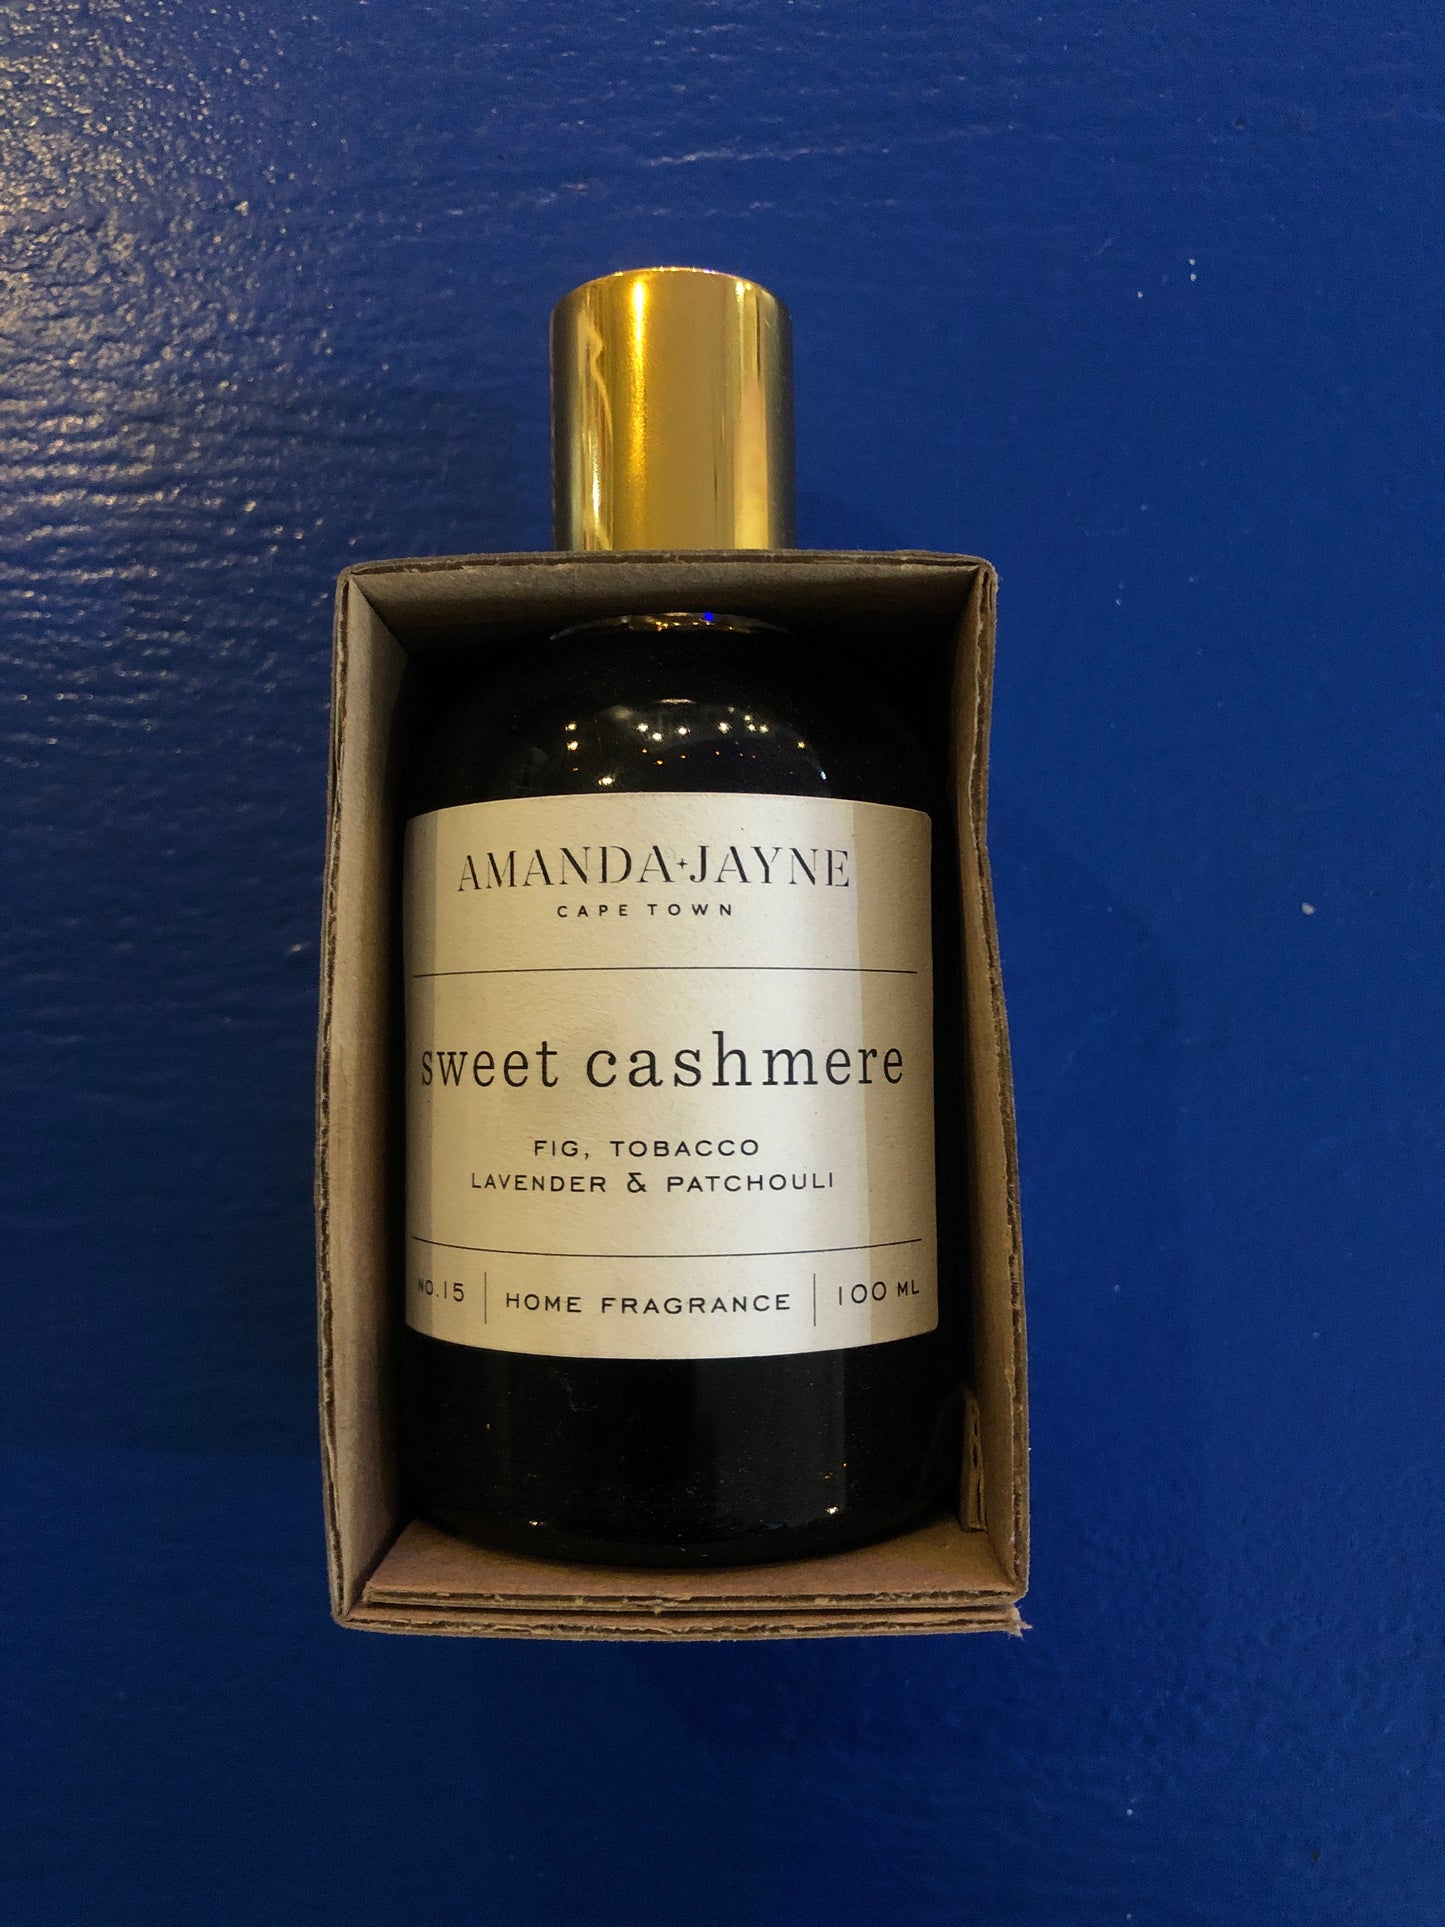 AMANDA JAYNE
CAPE TOWN
sweet cashmere
FIG, TOBACCO
LAVENDER & PATCHOULI
NO.15 | HOME FRAGRANCE | 100 ML